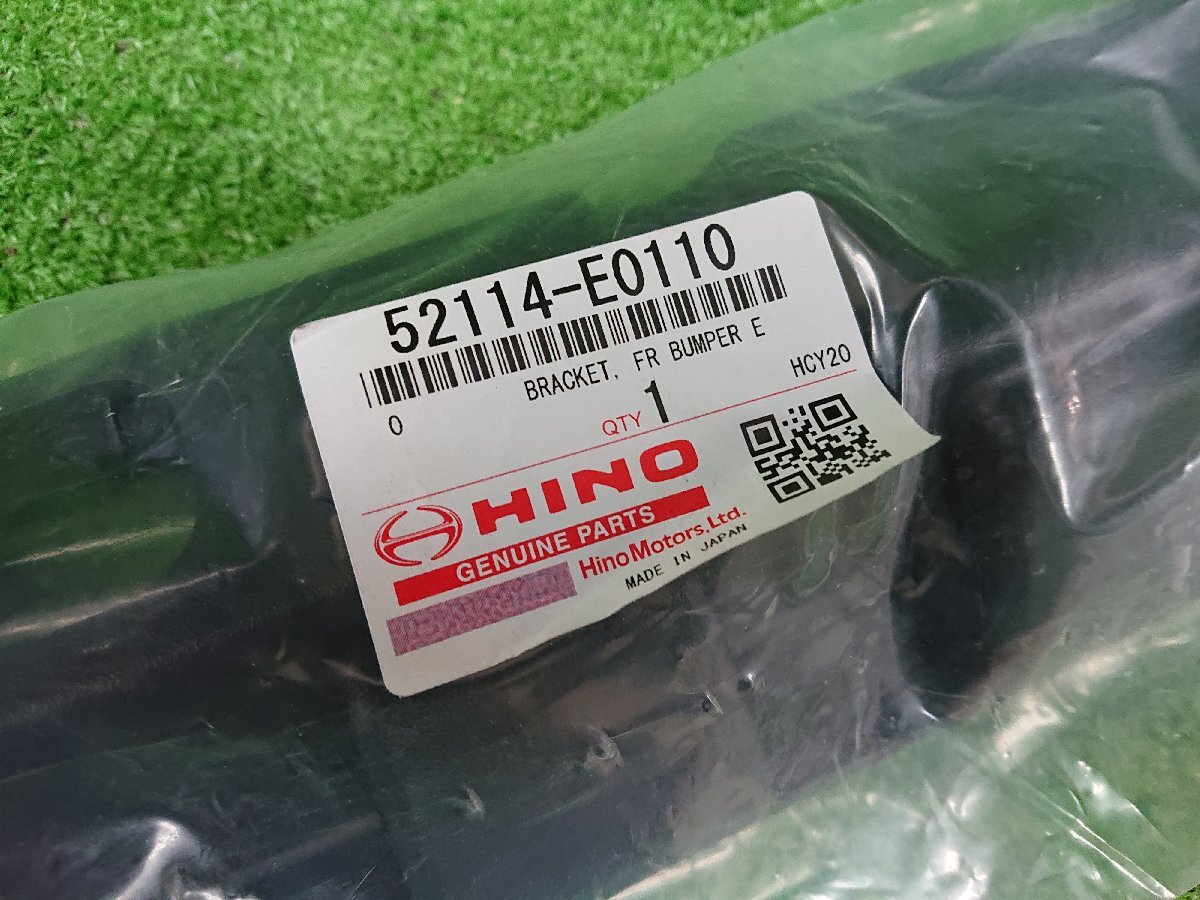 52114-E0110
BRACKET, FR BUMPER E
0
QTY 1
HCY20
HINO
GENUINE PARTS
HinoMotors,Ltd.
MADE IN JAPAN